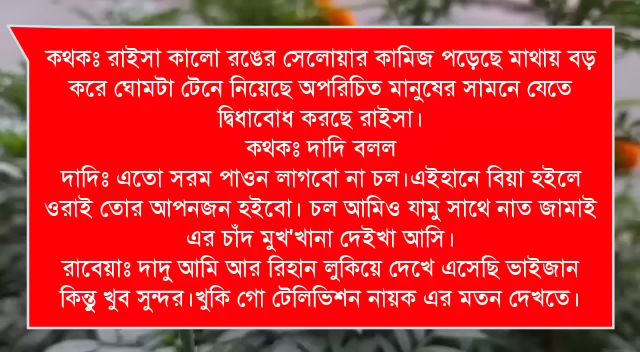 কথকঃ রাইসা কালো রঙের সেলোয়ার কামিজ পড়েছে মাথায় বড়
করে ঘোমটা টেনে নিয়েছে অপরিচিত মানুষের সামনে যেতে
দ্বিধাবোধ করছে রাইসা।
কথকঃ দাদি বলল
দাদিঃ এতো সরম পাওন লাগবো না চল।এইহানে বিয়া হইলে
ওরাই তোর আপনজন হইবো। চল আমিও যামু সাথে নাত জামাই
এর চাঁদ মুখ'খানা দেইখা আসি।
রাবেয়াঃ দাদু আমি আর রিহান লুকিয়ে দেখে এসেছি ভাইজান
কিন্তু খুব সুন্দর।খুকি গো টেলিভিশন নায়ক এর মতন দেখতে।